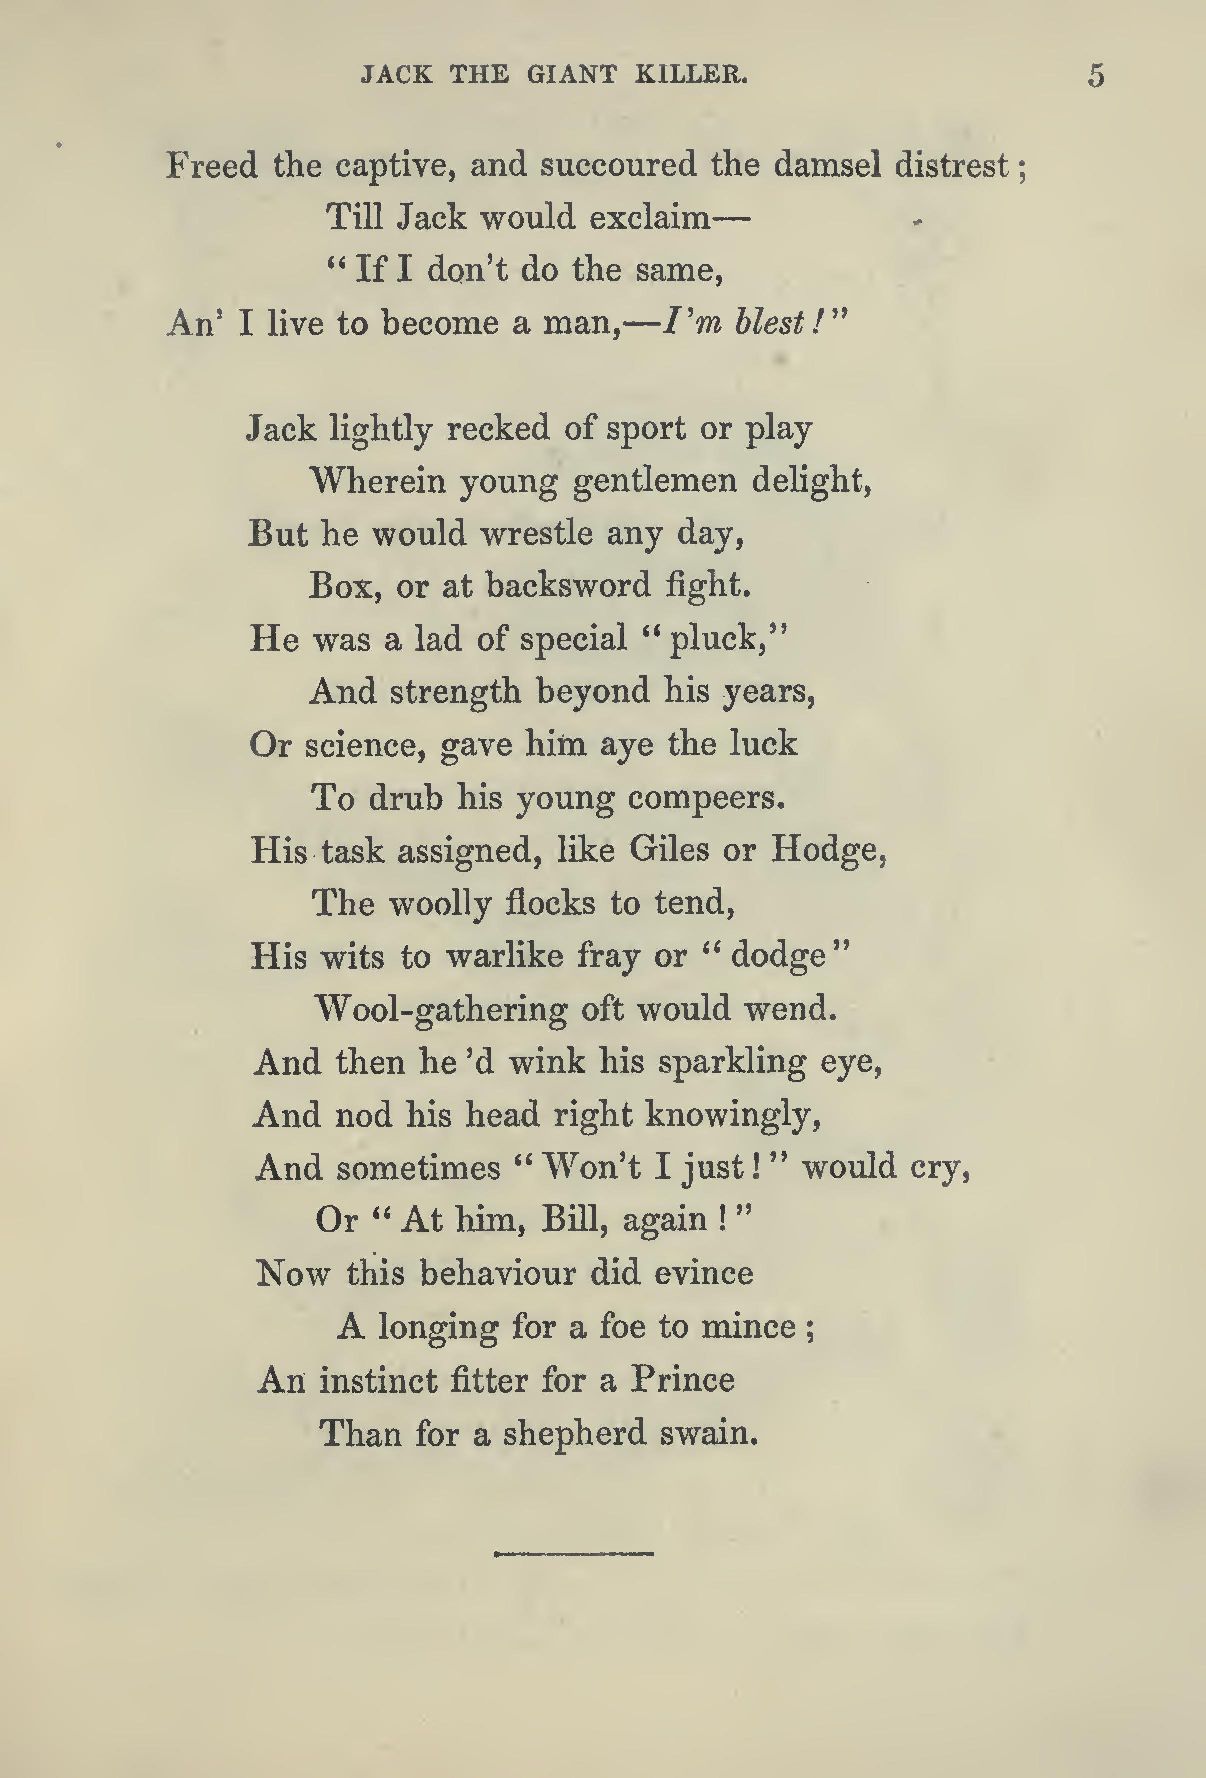 JACK THE GIANT KILLER. 5
Freed the captive, and succoured the damsel distrest;
Till Jack would exclaim—
“If I don’t do the same,
An’ I live to become a man,—I’m blest!”
Jack lightly recked of sport or play
Wherein young gentlemen delight,
But he would wrestle any day,
Box, or at backsword fight.
He was a lad of special “pluck,”
And strength beyond his years,
Or science, gave him aye the luck
To drub his young compeers.
His task assigned, like Giles or Hodge,
The woolly flocks to tend,
His wits to warlike fray or “dodge”
Wool-gathering oft would wend.
And then he ’d wink his sparkling eye,
And nod his head right knowingly,
And sometimes “Won’t I just!” would cry,
Or “At him, Bill, again!”
Now this behaviour did evince
A longing for a foe to mince;
An instinct fitter for a Prince
Than for a shepherd swain.